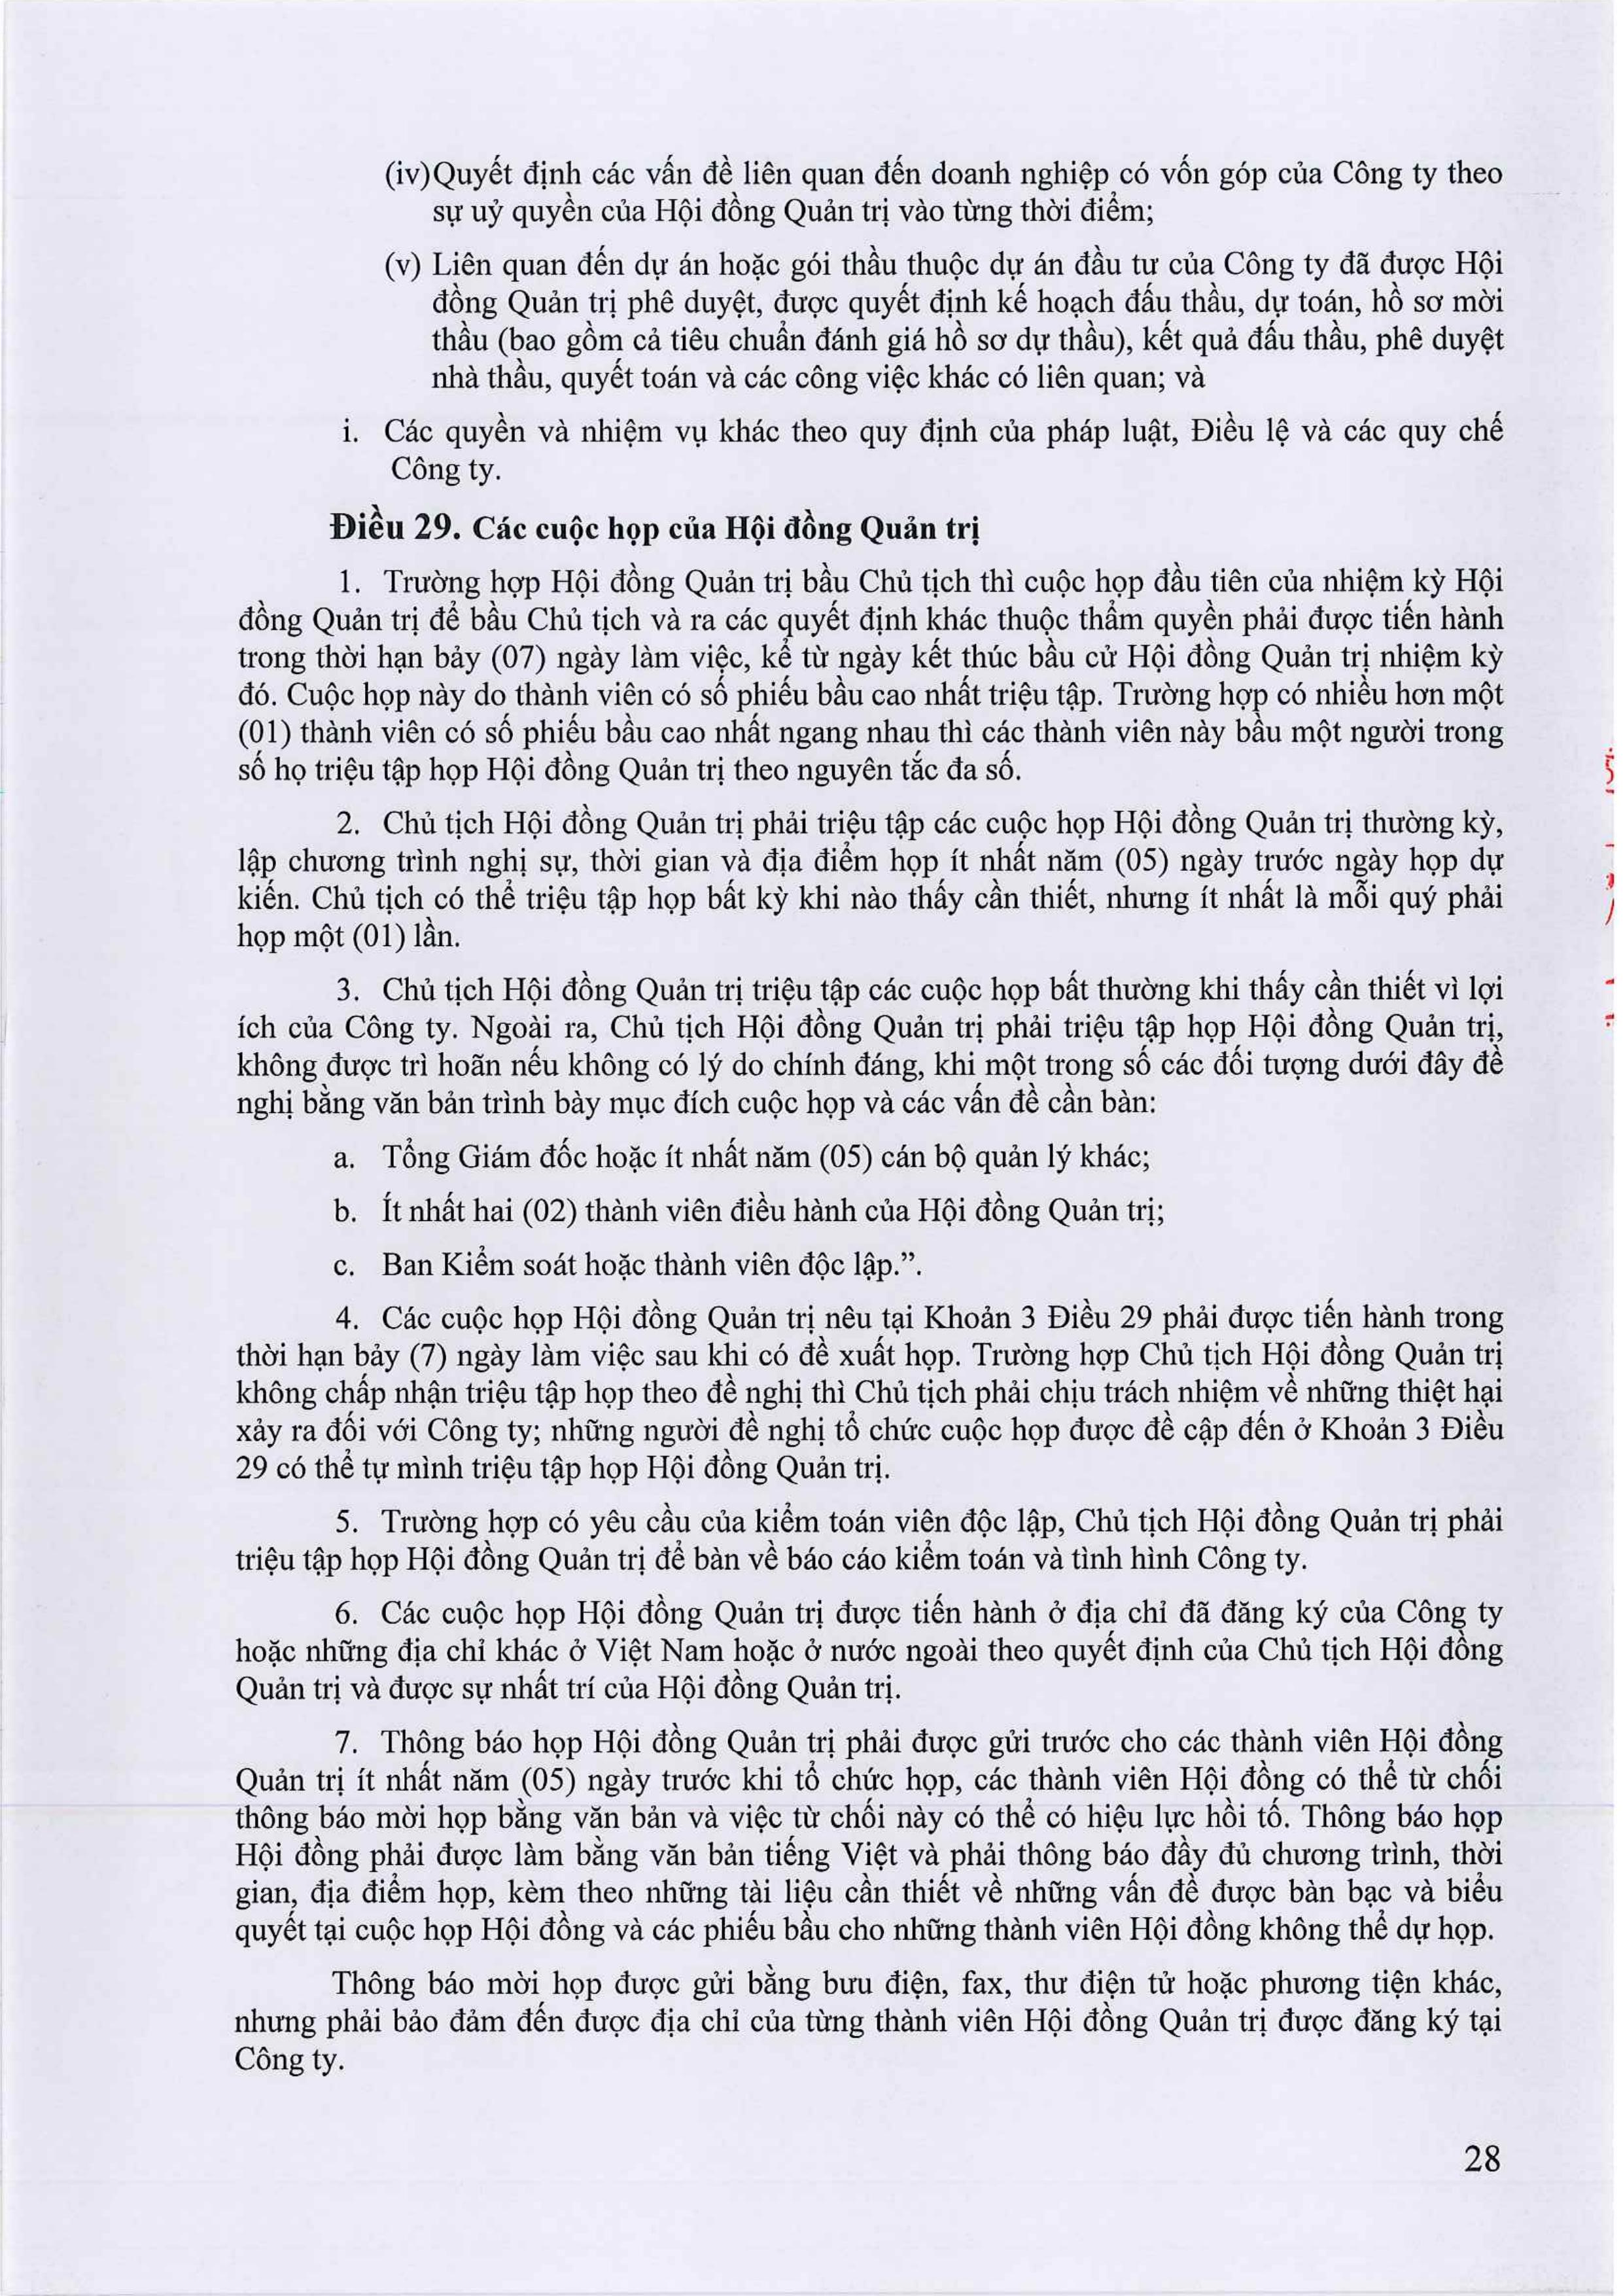 (iv)Quyết định các vấn đề liên quan đến doanh nghiệp có vốn góp của Công ty theo
sự uỷ quyền của Hội đồng Quản trị vào từng thời điểm;
(v) Liên quan đến dự án hoặc gói thầu thuộc dự án đầu tư của Công ty đã được Hội
đồng Quản trị phê duyệt, được quyết định kế hoạch đấu thầu, dự toán, hồ sơ mời
thầu (bao gồm cả tiêu chuẩn đánh giá hồ sơ dự thầu), kết quả đấu thầu, phê duyệt
nhà thầu, quyết toán và các công việc khác có liên quan; và
i. Các quyền và nhiệm vụ khác theo quy định của pháp luật, Điều lệ và các quy chế
Công ty.
Điều 29. Các cuộc họp của Hội đồng Quản trị
1. Trường hợp Hội đồng Quản trị bầu Chủ tịch thì cuộc họp đầu tiên của nhiệm kỳ Hội
đồng Quản trị để bầu Chủ tịch và ra các quyết định khác thuộc thẩm quyền phải được tiến hành
trong thời hạn bảy (07) ngày làm việc, kể từ ngày kết thúc bầu cử Hội đồng Quản trị nhiệm kỳ
đó. Cuộc họp này do thành viên có số phiếu bầu cao nhất triệu tập. Trường hợp có nhiều hơn một
(01) thành viên có số phiếu bầu cao nhất ngang nhau thì các thành viên này bầu một người trong
số họ triệu tập họp Hội đồng Quản trị theo nguyên tắc đa số.
2. Chủ tịch Hội đồng Quản trị phải triệu tập các cuộc họp Hội đồng Quản trị thường kỳ,
lập chương trình nghị sự, thời gian và địa điểm họp ít nhất năm (05) ngày trước ngày họp dự
kiến. Chủ tịch có thể triệu tập họp bất kỳ khi nào thấy cần thiết, nhưng ít nhất là mỗi quý phải
họp một (01) lần.
3. Chủ tịch Hội đồng Quản trị triệu tập các cuộc họp bất thường khi thấy cần thiết vì lợi
ích của Công ty. Ngoài ra, Chủ tịch Hội đồng Quản trị phải triệu tập họp Hội đồng Quản trị,
không được trì hoãn nếu không có lý do chính đáng, khi một trong số các đối tượng dưới đây đề
nghị bằng văn bản trình bày mục đích cuộc họp và các vấn đề cần bàn:
a. Tổng Giám đốc hoặc ít nhất năm (05) cán bộ quản lý khác;
b. Ít nhất hai (02) thành viên điều hành của Hội đồng Quản trị;
c. Ban Kiểm soát hoặc thành viên độc lập.”.
4. Các cuộc họp Hội đồng Quản trị nêu tại Khoản 3 Điều 29 phải được tiến hành trong
thời hạn bảy (7) ngày làm việc sau khi có đề xuất họp. Trường hợp Chủ tịch Hội đồng Quản trị
không chấp nhận triệu tập họp theo đề nghị thì Chủ tịch phải chịu trách nhiệm về những thiệt hại
xảy ra đối với Công ty; những người đề nghị tổ chức cuộc họp được đề cập đến ở Khoản 3 Điều
29 có thể tự mình triệu tập họp Hội đồng Quản trị.
5. Trường hợp có yêu cầu của kiểm toán viên độc lập, Chủ tịch Hội đồng Quản trị phải
triệu tập họp Hội đồng Quản trị để bàn về báo cáo kiểm toán và tình hình Công ty.
6. Các cuộc họp Hội đồng Quản trị được tiến hành ở địa chỉ đã đăng ký của Công ty
hoặc những địa chỉ khác ở Việt Nam hoặc ở nước ngoài theo quyết định của Chủ tịch Hội đồng
Quản trị và được sự nhất trí của Hội đồng Quản trị.
7. Thông báo họp Hội đồng Quản trị phải được gửi trước cho các thành viên Hội đồng
Quản trị ít nhất năm (05) ngày trước khi tổ chức họp, các thành viên Hội đồng có thể từ chối
thông báo mời họp bằng văn bản và việc từ chối này có thể có hiệu lực hồi tố. Thông báo họp
Hội đồng phải được làm bằng văn bản tiếng Việt và phải thông báo đầy đủ chương trình, thời
gian, địa điểm họp, kèm theo những tài liệu cần thiết về những vấn đề được bàn bạc và biểu
quyết tại cuộc họp Hội đồng và các phiếu bầu cho những thành viên Hội đồng không thể dự họp.
Thông báo mời họp được gửi bằng bưu điện, fax, thư điện tử hoặc phương tiện khác,
nhưng phải bảo đảm đến được địa chỉ của từng thành viên Hội đồng Quản trị được đăng ký tại
Công ty.
28